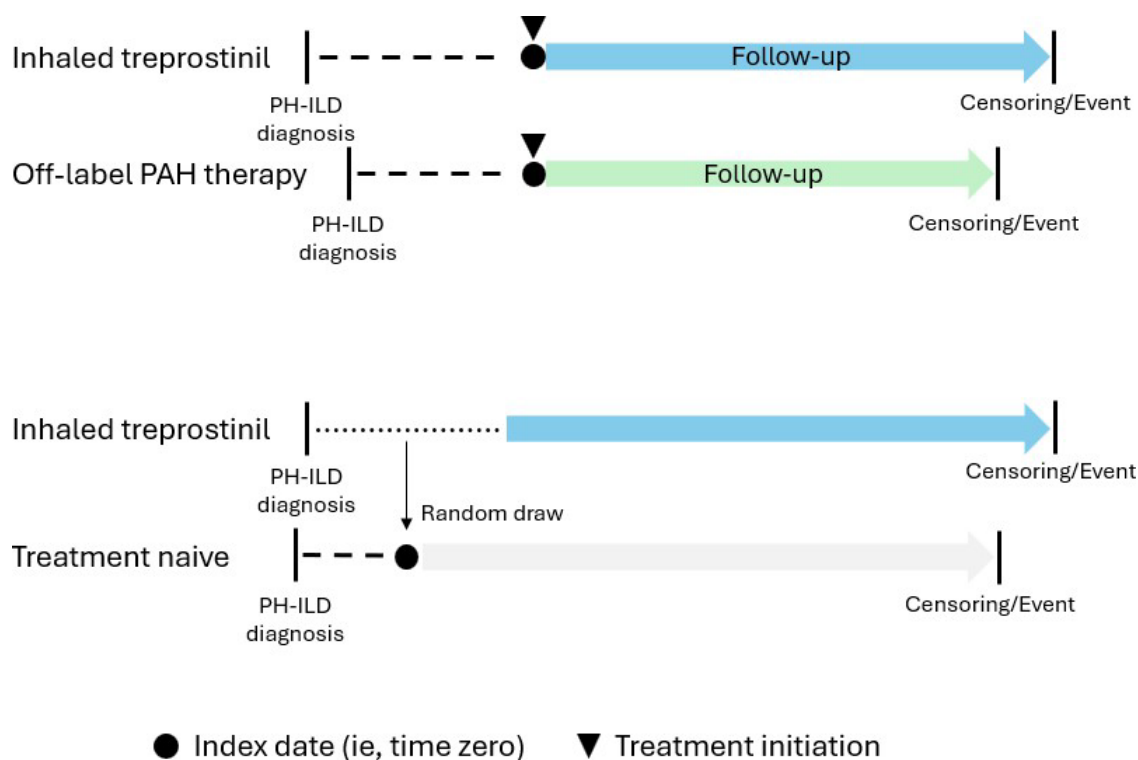 Inhaled treprostinil
Follow-up
PH-ILD
diagnosis
Censoring/Event
Off-label PAH therapy
Follow-up
PH-ILD
diagnosis
Censoring/Event
Inhaled treprostinil
PH-ILD
diagnosis
Censoring/Event
Random draw
Treatment naive
PH-ILD
diagnosis
Censoring/Event
Index date (ie, time zero)
Treatment initiation